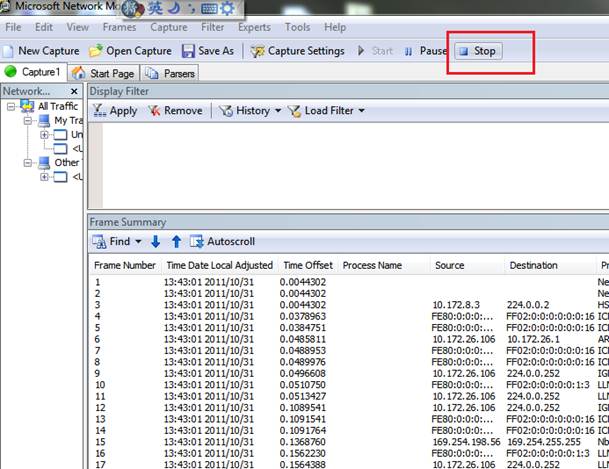 Microsoft Network Mo
英
File Edit View Frames Capture Filter Experts Tools Help
New Capture Open Capture Save As Capture Settings Start Pause Stop
Capture1 Start Page Parsers
Network... Display Filter
All Traffic Apply Remove History Load Filter
My Tra
Un
<U
Other
<U
Frame Summary
Find Autoscroll
Frame Number Time Date Local Adjusted Time Offset Process Name Source Destination Pr
1 13:43:01 2011/10/31 0.0044302 Ne
2 13:43:01 2011/10/31 0.0044302 Ne
3 13:43:01 2011/10/31 0.0044302 10.172.8.3 224.0.0.2 HS
4 13:43:01 2011/10/31 0.0378963 FE80:0:0:0:... FF02:0:0:0:0:0:0:16 ICI
5 13:43:01 2011/10/31 0.0384751 FE80:0:0:0:... FF02:0:0:0:0:0:0:16 ICI
6 13:43:01 2011/10/31 0.0485811 10.172.26.106 10.172.26.1 AR
7 13:43:01 2011/10/31 0.0488953 FE80:0:0:0:... FF02:0:0:0:0:0:0:16 ICI
8 13:43:01 2011/10/31 0.0489976 FE80:0:0:0:... FF02:0:0:0:0:0:0:16 ICI
9 13:43:01 2011/10/31 0.0496608 10.172.26.106 224.0.0.252 IGI
10 13:43:01 2011/10/31 0.0510750 FE80:0:0:0:... FF02:0:0:0:0:0:1:3 LLI
11 13:43:01 2011/10/31 0.0513427 10.172.26.106 224.0.0.252 LLI
12 13:43:01 2011/10/31 0.1089541 10.172.26.106 224.0.0.252 IGI
13 13:43:01 2011/10/31 0.1091541 FE80:0:0:0:... FF02:0:0:0:0:0:0:16 ICI
14 13:43:01 2011/10/31 0.1091764 FE80:0:0:0:... FF02:0:0:0:0:0:0:16 ICI
15 13:43:01 2011/10/31 0.1368760 169.254.198.56 169.254.255.255 Nb
16 13:43:01 2011/10/31 0.1562230 FE80:0:0:0:... FF02:0:0:0:0:0:1:3 LLI
17 13:43:01 2011/10/31 0.1564388 10.172.26.106 224.0.0.252 LLI